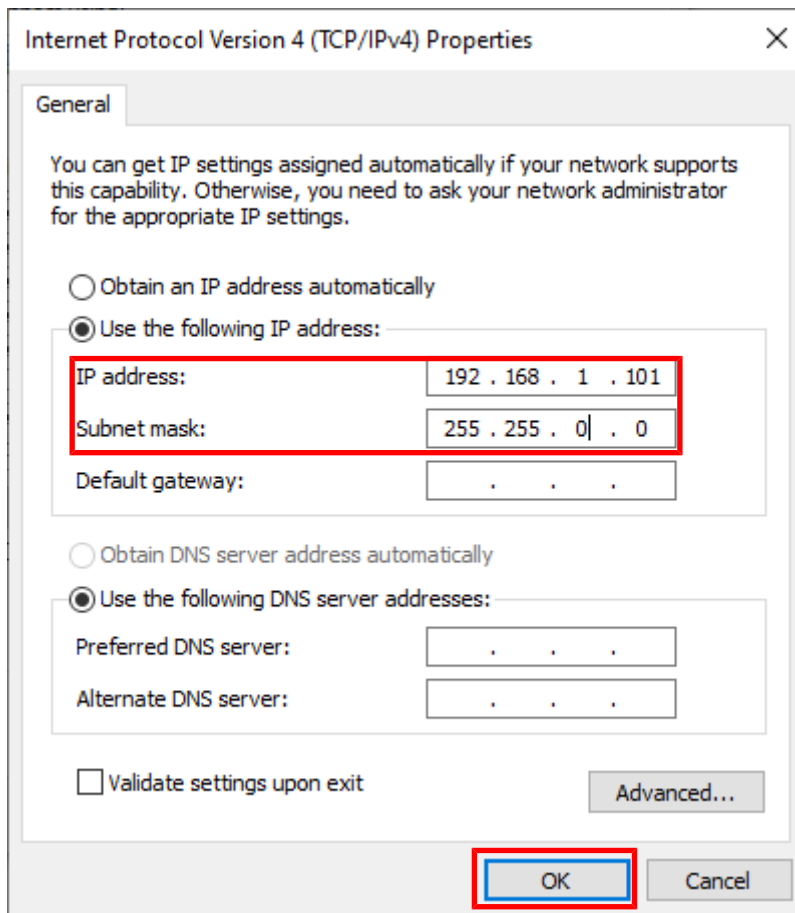 Internet Protocol Version 4 (TCP/IPv4) Properties
General
You can get IP settings assigned automatically if your network supports
this capability. Otherwise, you need to ask your network administrator
for the appropriate IP settings.
Obtain an IP address automatically
Use the following IP address:
IP address: 192 . 168 . 1 . 101
Subnet mask: 255 . 255 . 0 . 0
Default gateway: . . .
Obtain DNS server address automatically
Use the following DNS server addresses:
Preferred DNS server: . . .
Alternate DNS server: . . .
Validate settings upon exit
Advanced...
OK Cancel